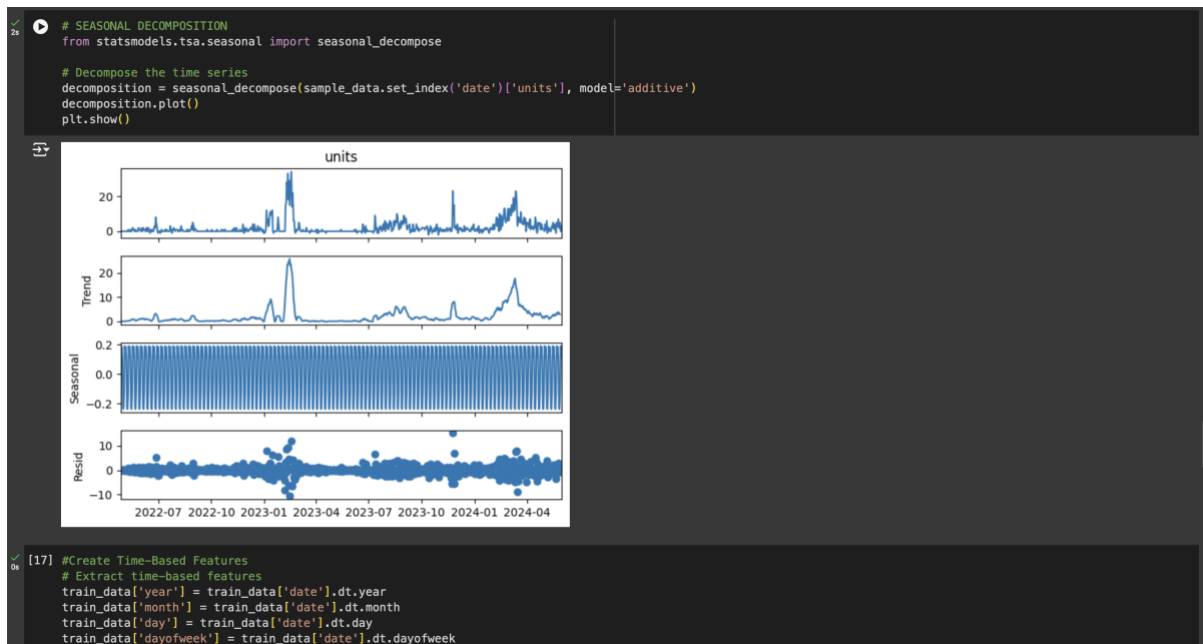 2s
# SEASONAL DECOMPOSITION
from statsmodels.tsa.seasonal import seasonal_decompose
# Decompose the time series
decomposition = seasonal_decompose(sample_data.set_index('date')['units'], model='additive')
decomposition.plot()
plt.show()
units
20
0
Trend
20
10
0
Seasonal
0.2
0.0
−0.2
Resid
10
0
−10
2022-07 2022-10 2023-01 2023-04 2023-07 2023-10 2024-01 2024-04
0s
[17] #Create Time-Based Features
# Extract time-based features
train_data['year'] = train_data['date'].dt.year
train_data['month'] = train_data['date'].dt.month
train_data['day'] = train_data['date'].dt.day
train_data['dayofweek'] = train_data['date'].dt.dayofweek